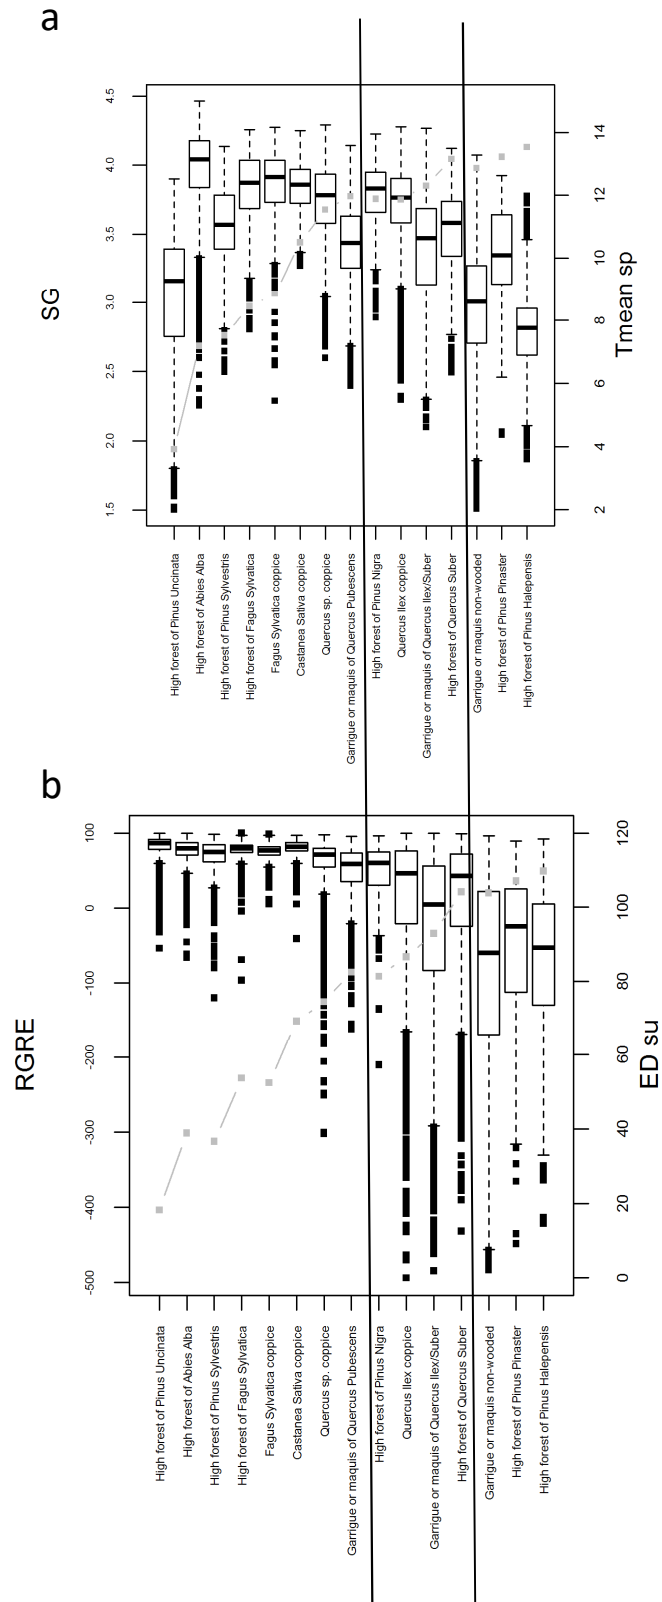 a
4.5
4.0
3.5
3.0
2.5
2.0
1.5
SG
14
12
10
8
6
4
2
Tmean sp
High forest of Pinus Uncinata
High forest of Abies Alba
High forest of Pinus Sylvestris
High forest of Fagus Sylvatica
Fagus Sylvatica coppice
Castanea Sativa coppice
Quercus sp. coppice
Garrigue or maquis of Quercus Pubescens
High forest of Pinus Nigra
Quercus Ilex coppice
Garrigue or maquis of Quercus Ilex/Suber
High forest of Quercus Suber
Garrigue or maquis non-wooded
High forest of Pinus Pinaster
High forest of Pinus Halepensis
b
100
0
-100
-200
-300
-400
-500
RGRE
120
100
80
60
40
20
0
ED su
High forest of Pinus Uncinata
High forest of Abies Alba
High forest of Pinus Sylvestris
High forest of Fagus Sylvatica
Fagus Sylvatica coppice
Castanea Sativa coppice
Quercus sp. coppice
Garrigue or maquis of Quercus Pubescens
High forest of Pinus Nigra
Quercus Ilex coppice
Garrigue or maquis of Quercus Ilex/Suber
High forest of Quercus Suber
Garrigue or maquis non-wooded
High forest of Pinus Pinaster
High forest of Pinus Halepensis